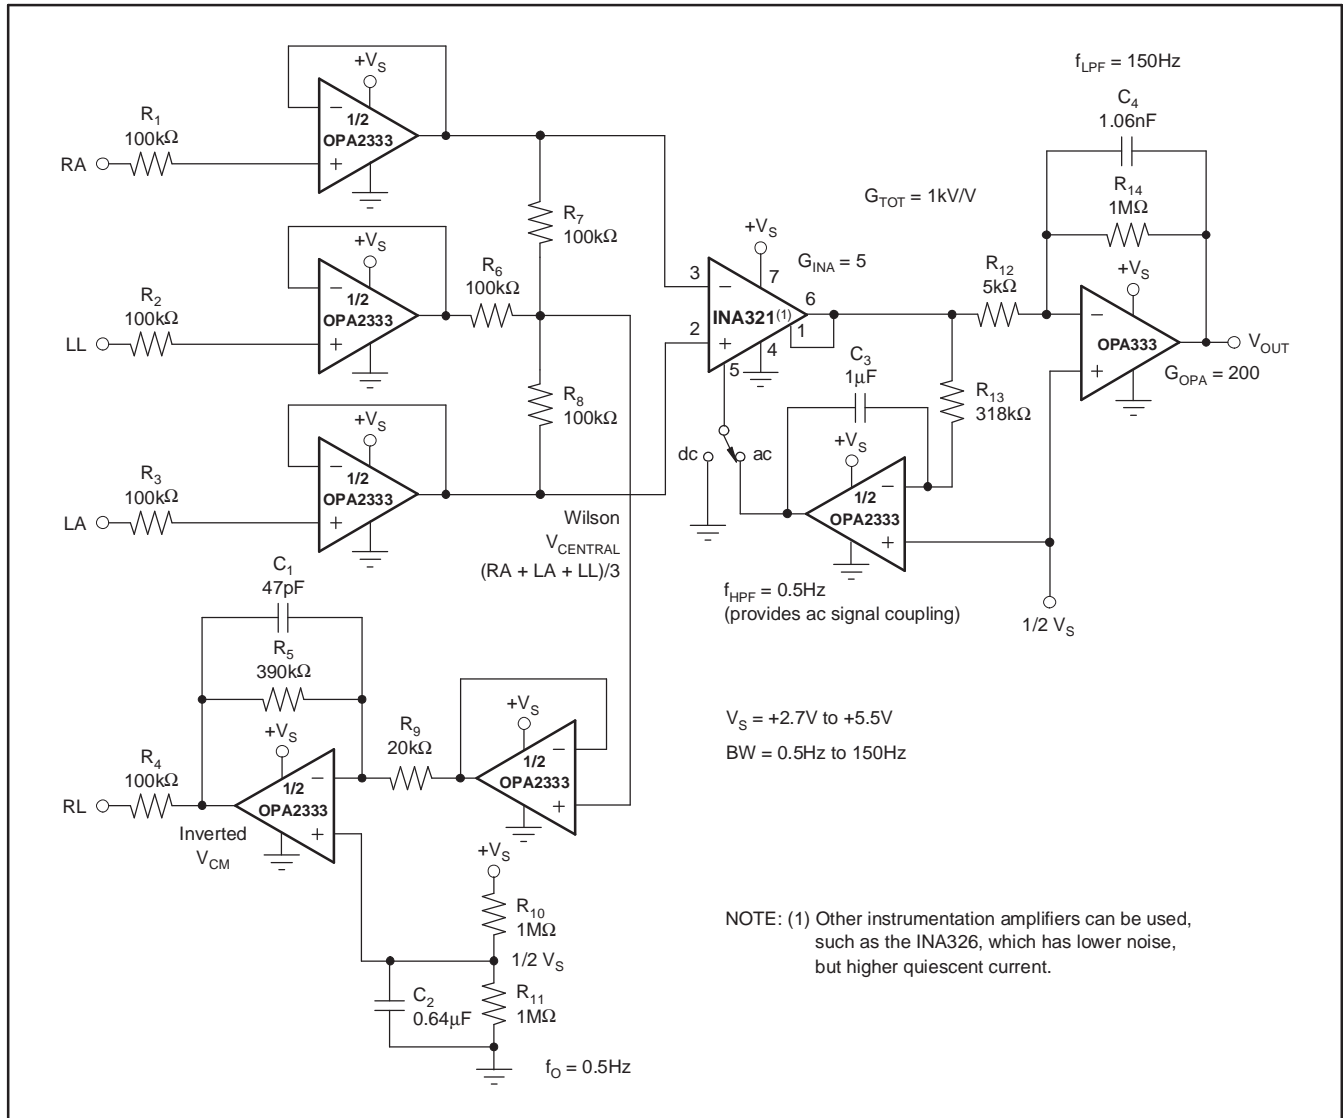 RA
R1
100kΩ
+VS
−
1/2
OPA2333
+
LL
R2
100kΩ
+VS
−
1/2
OPA2333
+
R6
100kΩ
R7
100kΩ
LA
R3
100kΩ
+VS
−
1/2
OPA2333
+
R8
100kΩ
Wilson
VCENTRAL
(RA + LA + LL)/3
GTOT = 1kV/V
GINA = 5
+VS
3
−
7
INA321(1)
6
1
2
+
5
4
dc
ac
C3
1µF
R13
318kΩ
+VS
−
1/2
OPA2333
+
fHPF = 0.5Hz
(provides ac signal coupling)
fLPF = 150Hz
C4
1.06nF
R14
1MΩ
R12
5kΩ
+VS
−
OPA333
+
VOUT
GOPA = 200
1/2 VS
C1
47pF
R5
390kΩ
+VS
−
1/2
OPA2333
+
RL
R4
100kΩ
Inverted
VCM
R9
20kΩ
+VS
−
1/2
OPA2333
+
+VS
R10
1MΩ
1/2 VS
C2
0.64µF
R11
1MΩ
fO = 0.5Hz
VS = +2.7V to +5.5V
BW = 0.5Hz to 150Hz
NOTE: (1) Other instrumentation amplifiers can be used,
such as the INA326, which has lower noise,
but higher quiescent current.